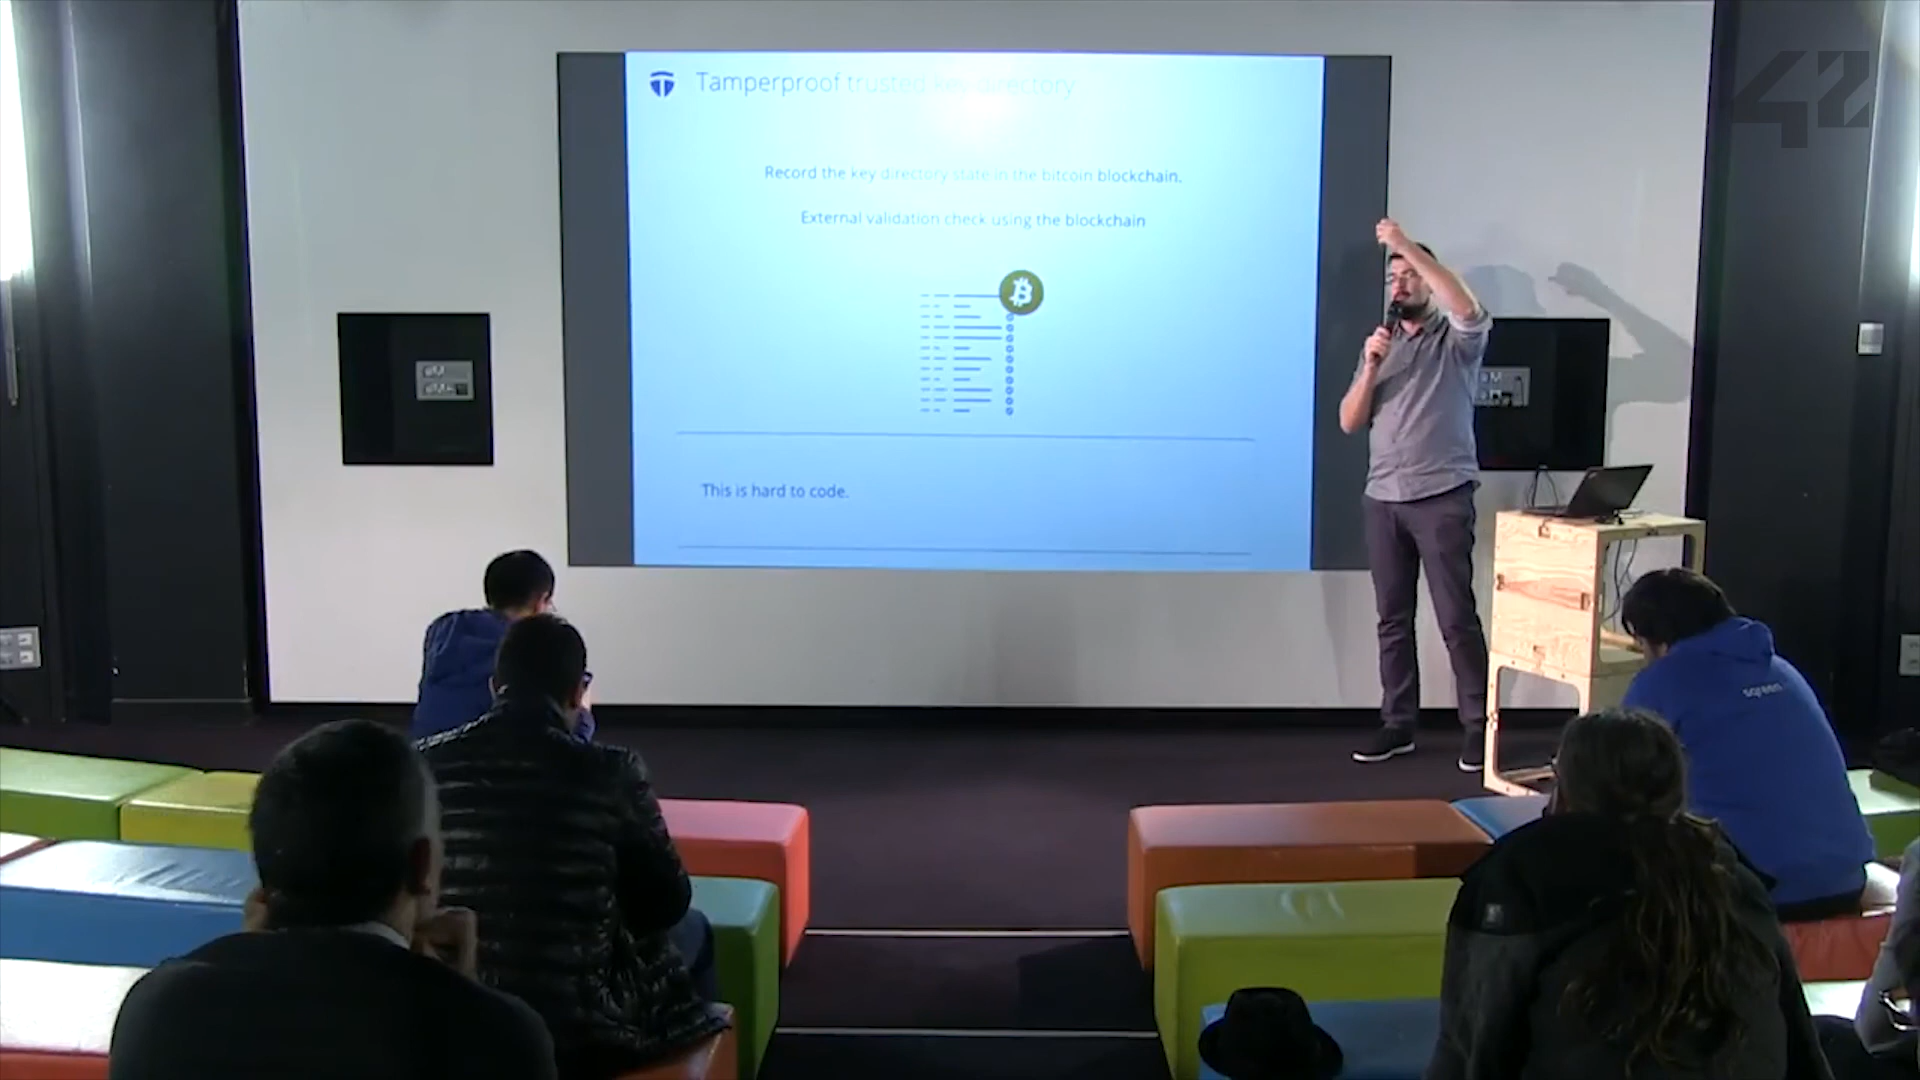 42
Tamperproof trusted key directory
Record the key directory state in the bitcoin blockchain.
External validation check using the blockchain
This is hard to code.
sqreen